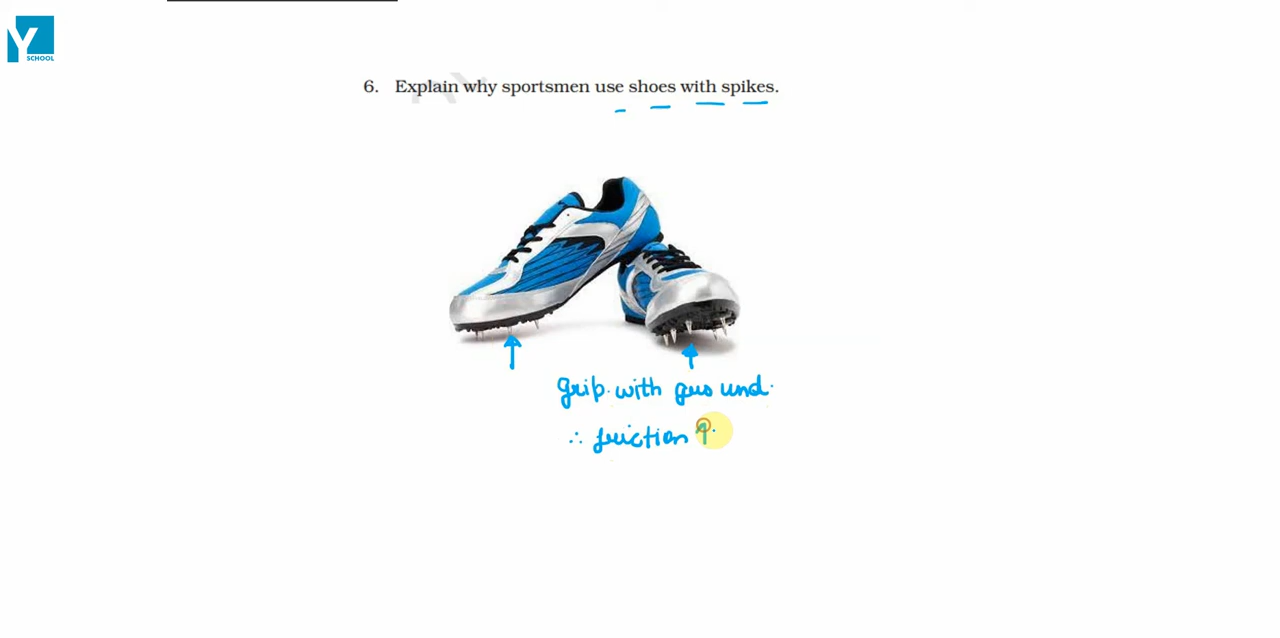 Y
SCHOOL
6. Explain why sportsmen use shoes with spikes.
grip with ground.
∴ friction ↑.